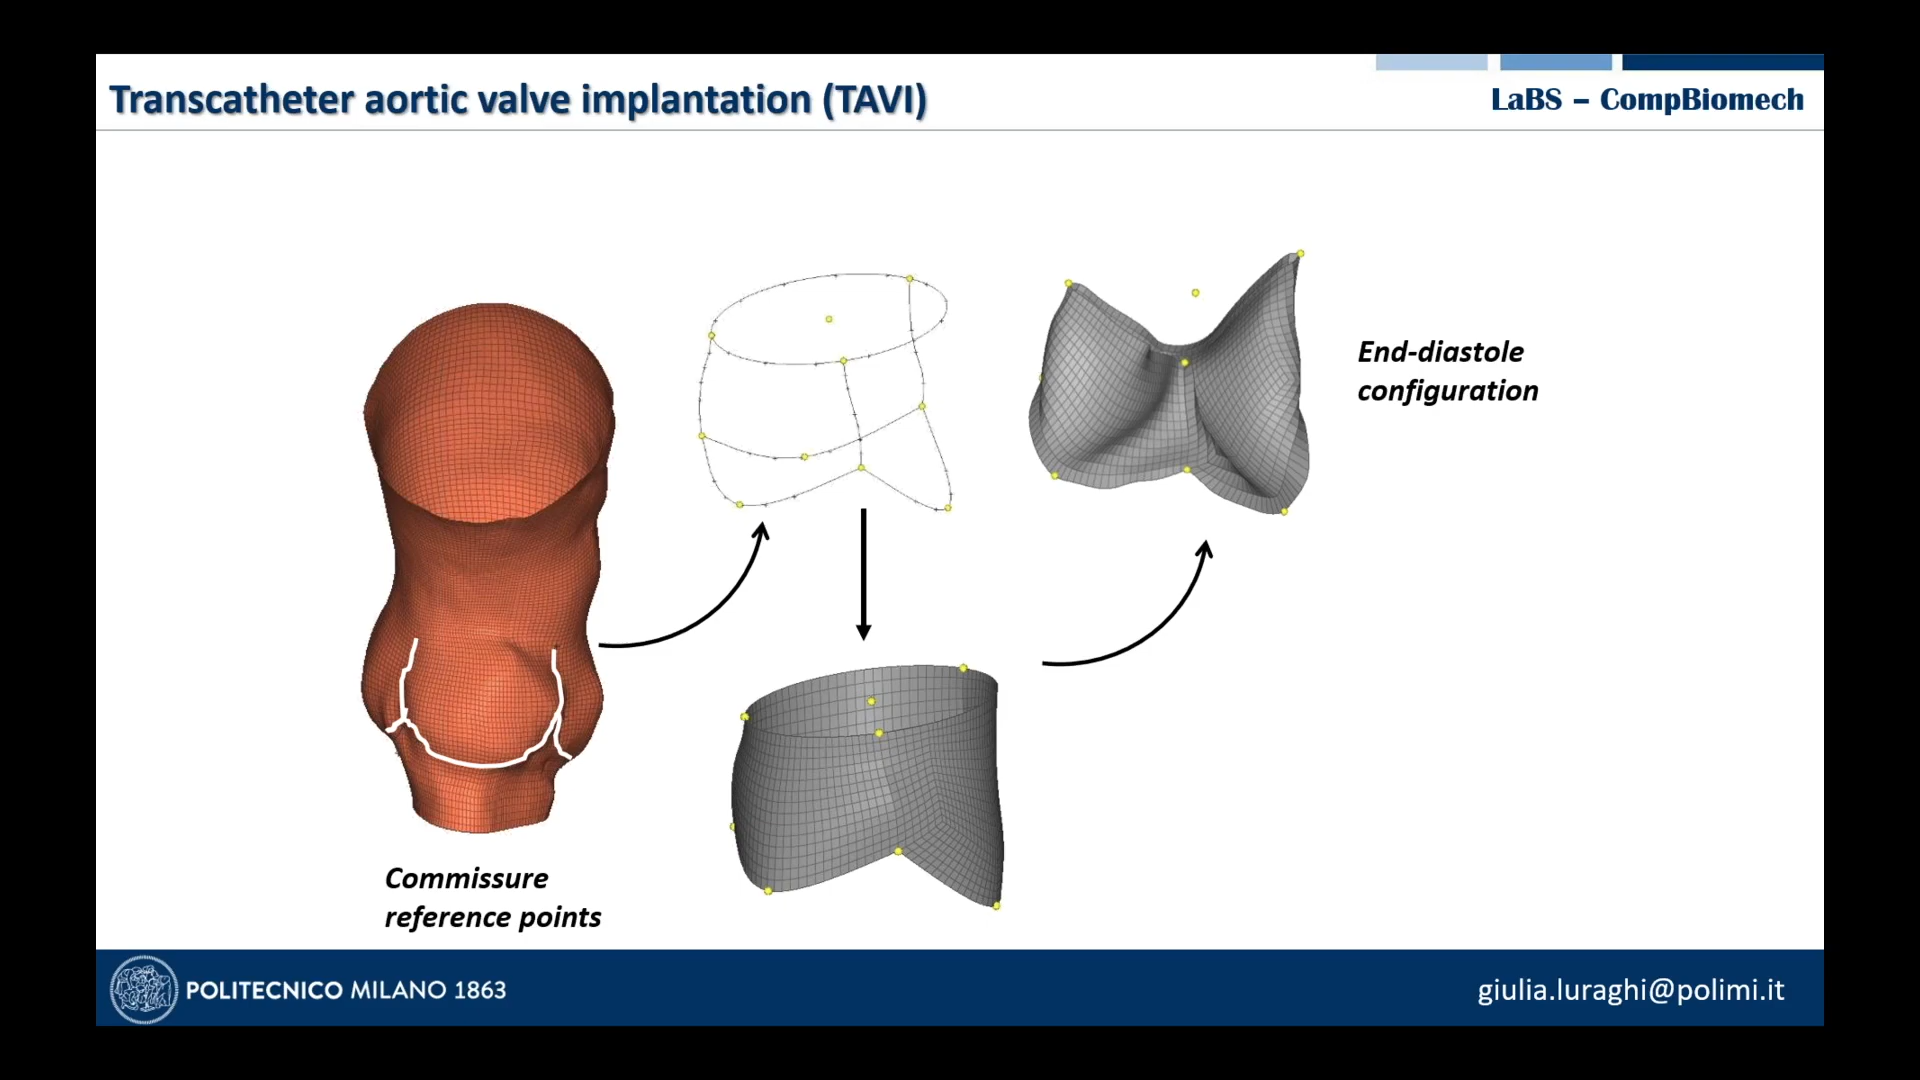 Transcatheter aortic valve implantation (TAVI)
LaBS – CompBiomech
End-diastole
configuration
Commissure
reference points
POLITECNICO MILANO 1863
giulia.luraghi@polimi.it